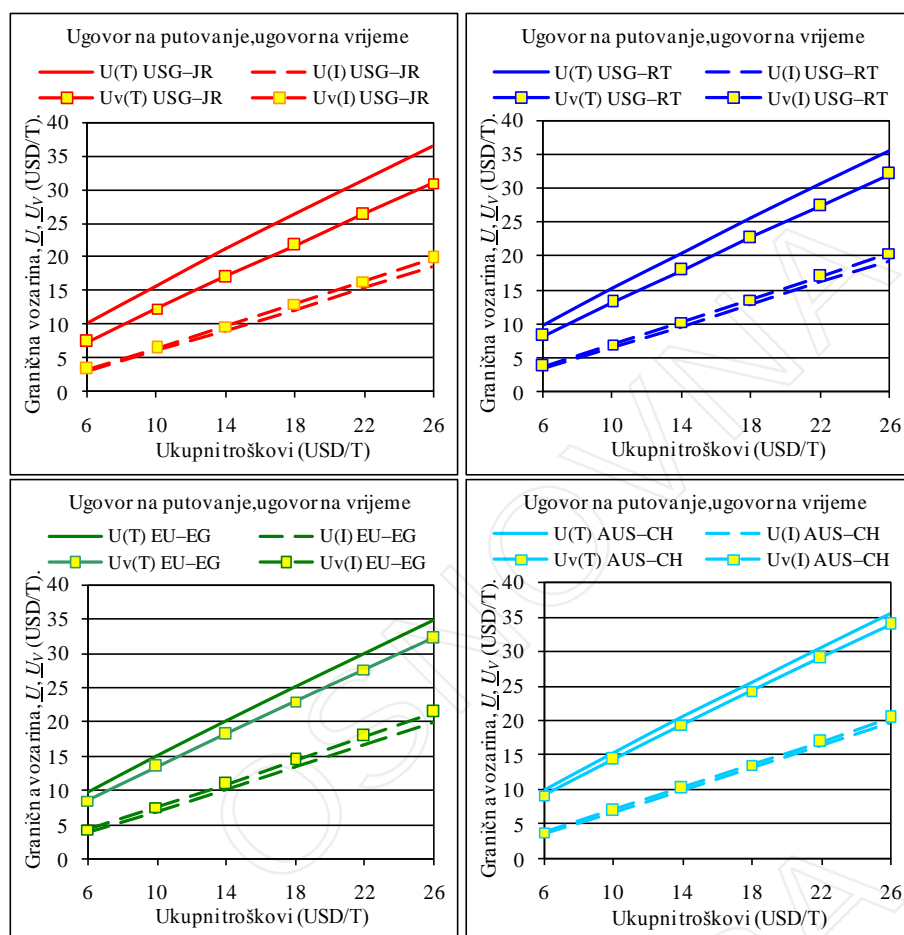 Ugovor na putovanje,ugovor na vrijeme
U(T) USG–JR U(I) USG–JR
Uv(T) USG–JR Uv(I) USG–JR
Granična vozarina, U, UV (USD/T).
40
35
30
25
20
15
10
5
0
6 10 14 18 22 26
Ukupni troškovi (USD/T)
Ugovor na putovanje,ugovor na vrijeme
U(T) USG–RT U(I) USG–RT
Uv(T) USG–RT Uv(I) USG–RT
Granična vozarina, U, UV (USD/T).
40
35
30
25
20
15
10
5
0
6 10 14 18 22 26
Ukupni troškovi (USD/T)
Ugovor na putovanje,ugovor na vrijeme
U(T) EU–EG U(I) EU–EG
Uv(T) EU–EG Uv(I) EU–EG
Granična vozarina, U, UV (USD/T).
40
35
30
25
20
15
10
5
0
6 10 14 18 22 26
Ukupni troškovi (USD/T)
Ugovor na putovanje,ugovor na vrijeme
U(T) AUS–CH U(I) AUS–CH
Uv(T) AUS–CH Uv(I) AUS–CH
Granična vozarina, U, UV (USD/T).
40
35
30
25
20
15
10
5
0
6 10 14 18 22 26
Ukupni troškovi (USD/T)
OSNOVNA